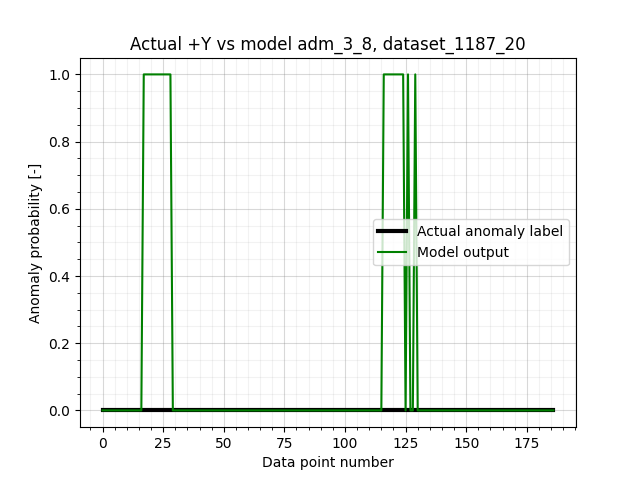 Actual +Y vs model adm_3_8, dataset_1187_20
Anomaly probability [-]
1.0
0.8
0.6
0.4
0.2
0.0
Actual anomaly label
Model output
0 25 50 75 100 125 150 175
Data point number